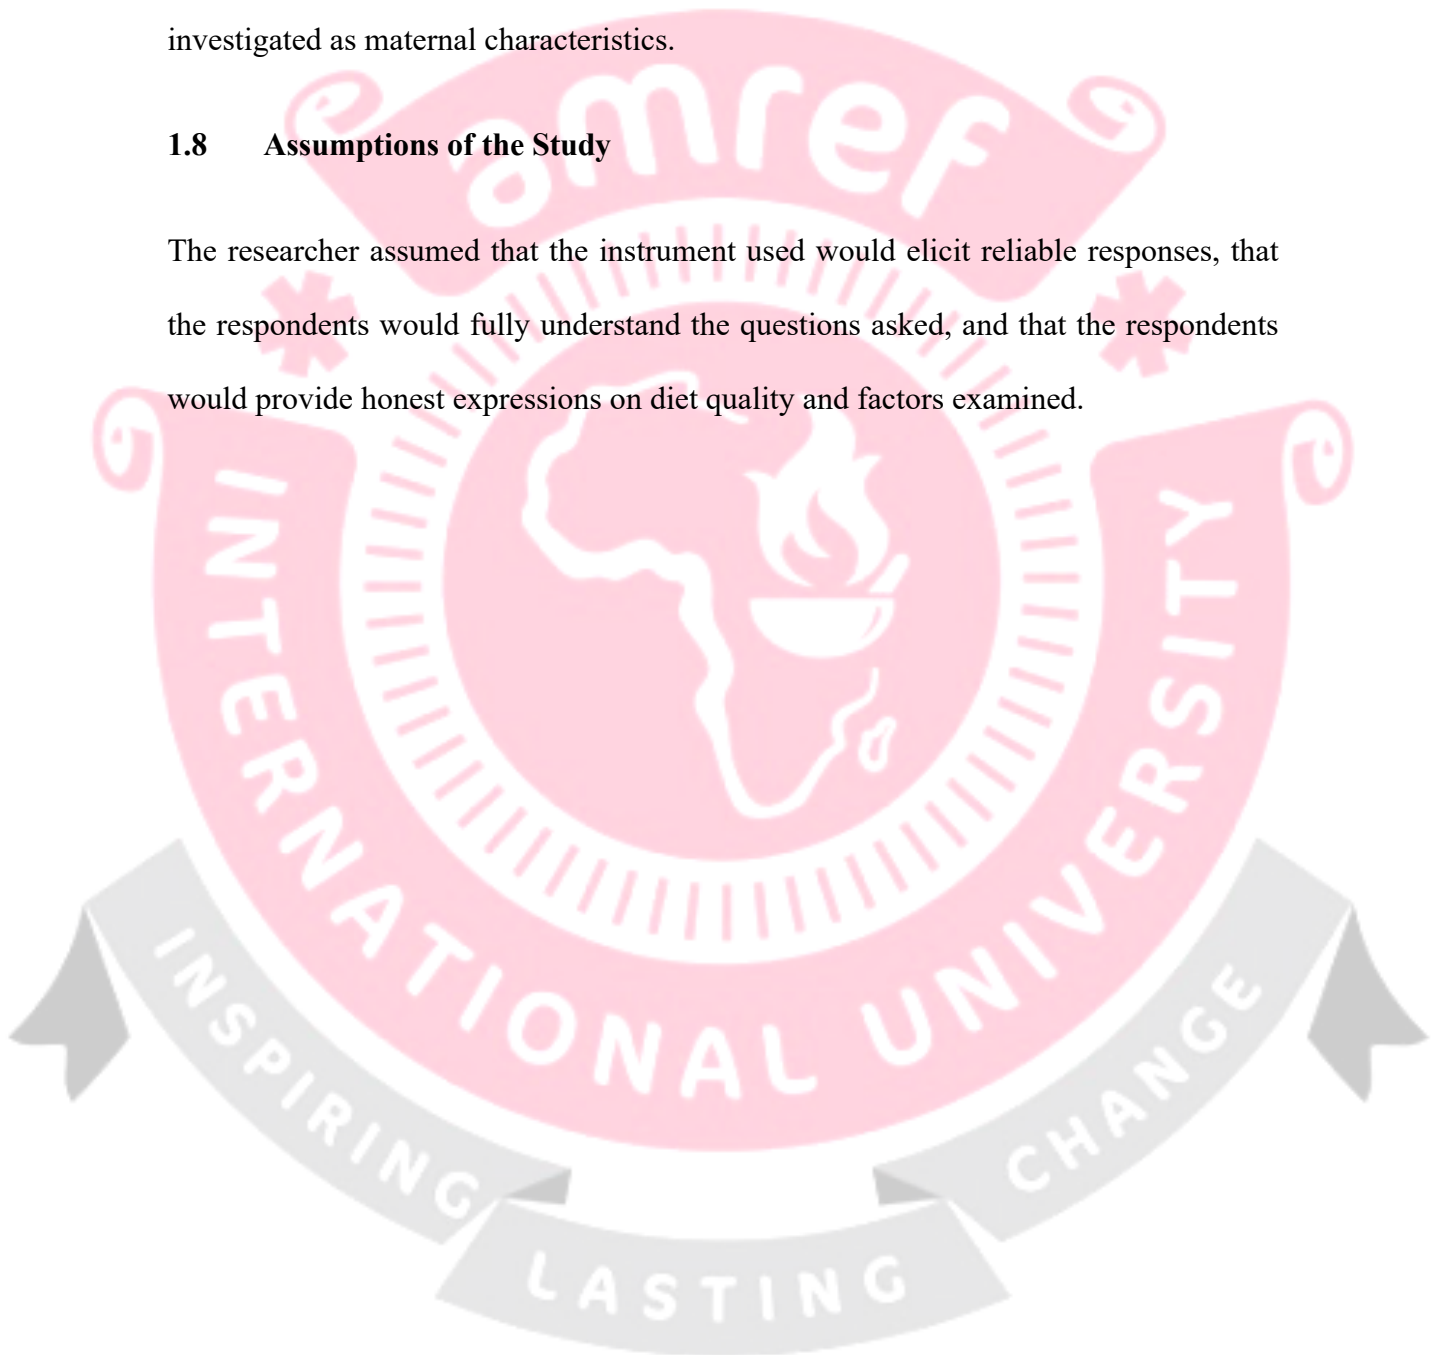 investigated as maternal characteristics.
1.8 Assumptions of the Study
The researcher assumed that the instrument used would elicit reliable responses, that
the respondents would fully understand the questions asked, and that the respondents
would provide honest expressions on diet quality and factors examined.
amref
INTERNATIONAL UNIVERSITY
INSPIRING
LASTING
CHANGE